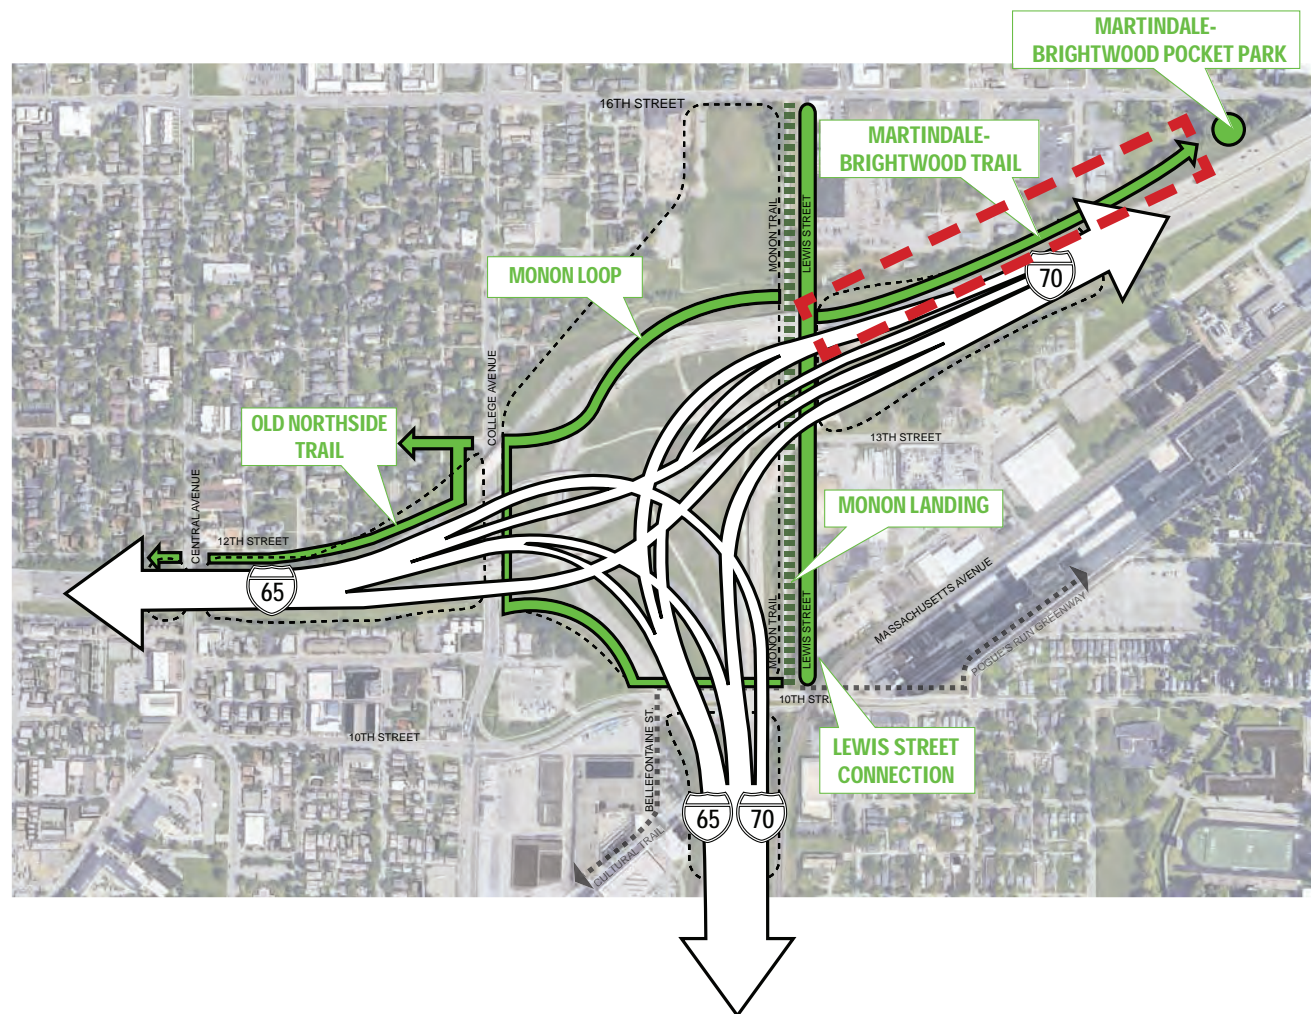 MARTINDALE-
BRIGHTWOOD POCKET PARK
16TH STREET
MARTINDALE-
BRIGHTWOOD TRAIL
MONON TRAIL
LEWIS STREET
MONON LOOP
70
COLLEGE AVENUE
OLD NORTHSIDE
TRAIL
13TH STREET
CENTRAL AVENUE
12TH STREET
MONON LANDING
65
MASSACHUSETTS AVENUE
POGUE'S RUN GREENWAY
MONON TRAIL
LEWIS STREET
10TH STR
BELLEFONTAINE ST.
10TH STREET
LEWIS STREET
CONNECTION
65
70
CULTURAL TRAIL